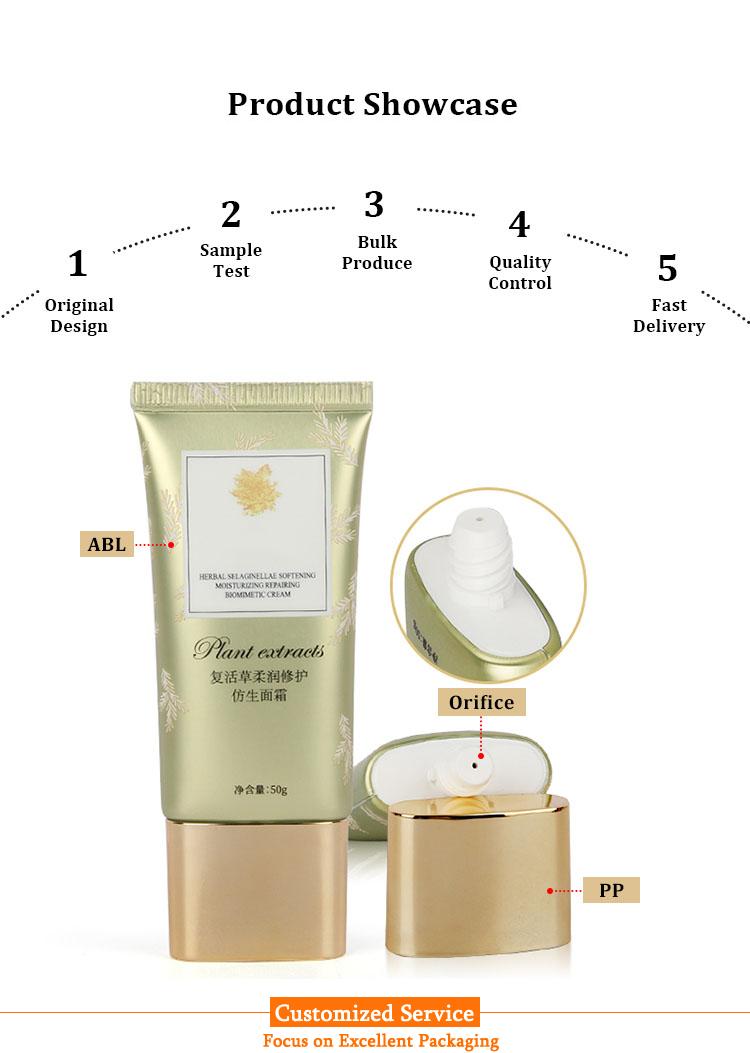 Product Showcase
1
Original
Design
2
Sample
Test
3
Bulk
Produce
4
Quality
Control
5
Fast
Delivery
ABL
HERBAL SELAGINELLAE SOFTENING
MOISTURIZING REPAIRING
BIOMIMETIC CREAM
Plant extracts
复活草柔润修护
仿生面霜
净含量:50g
Orifice
PP
Customized Service
Focus on Excellent Packaging